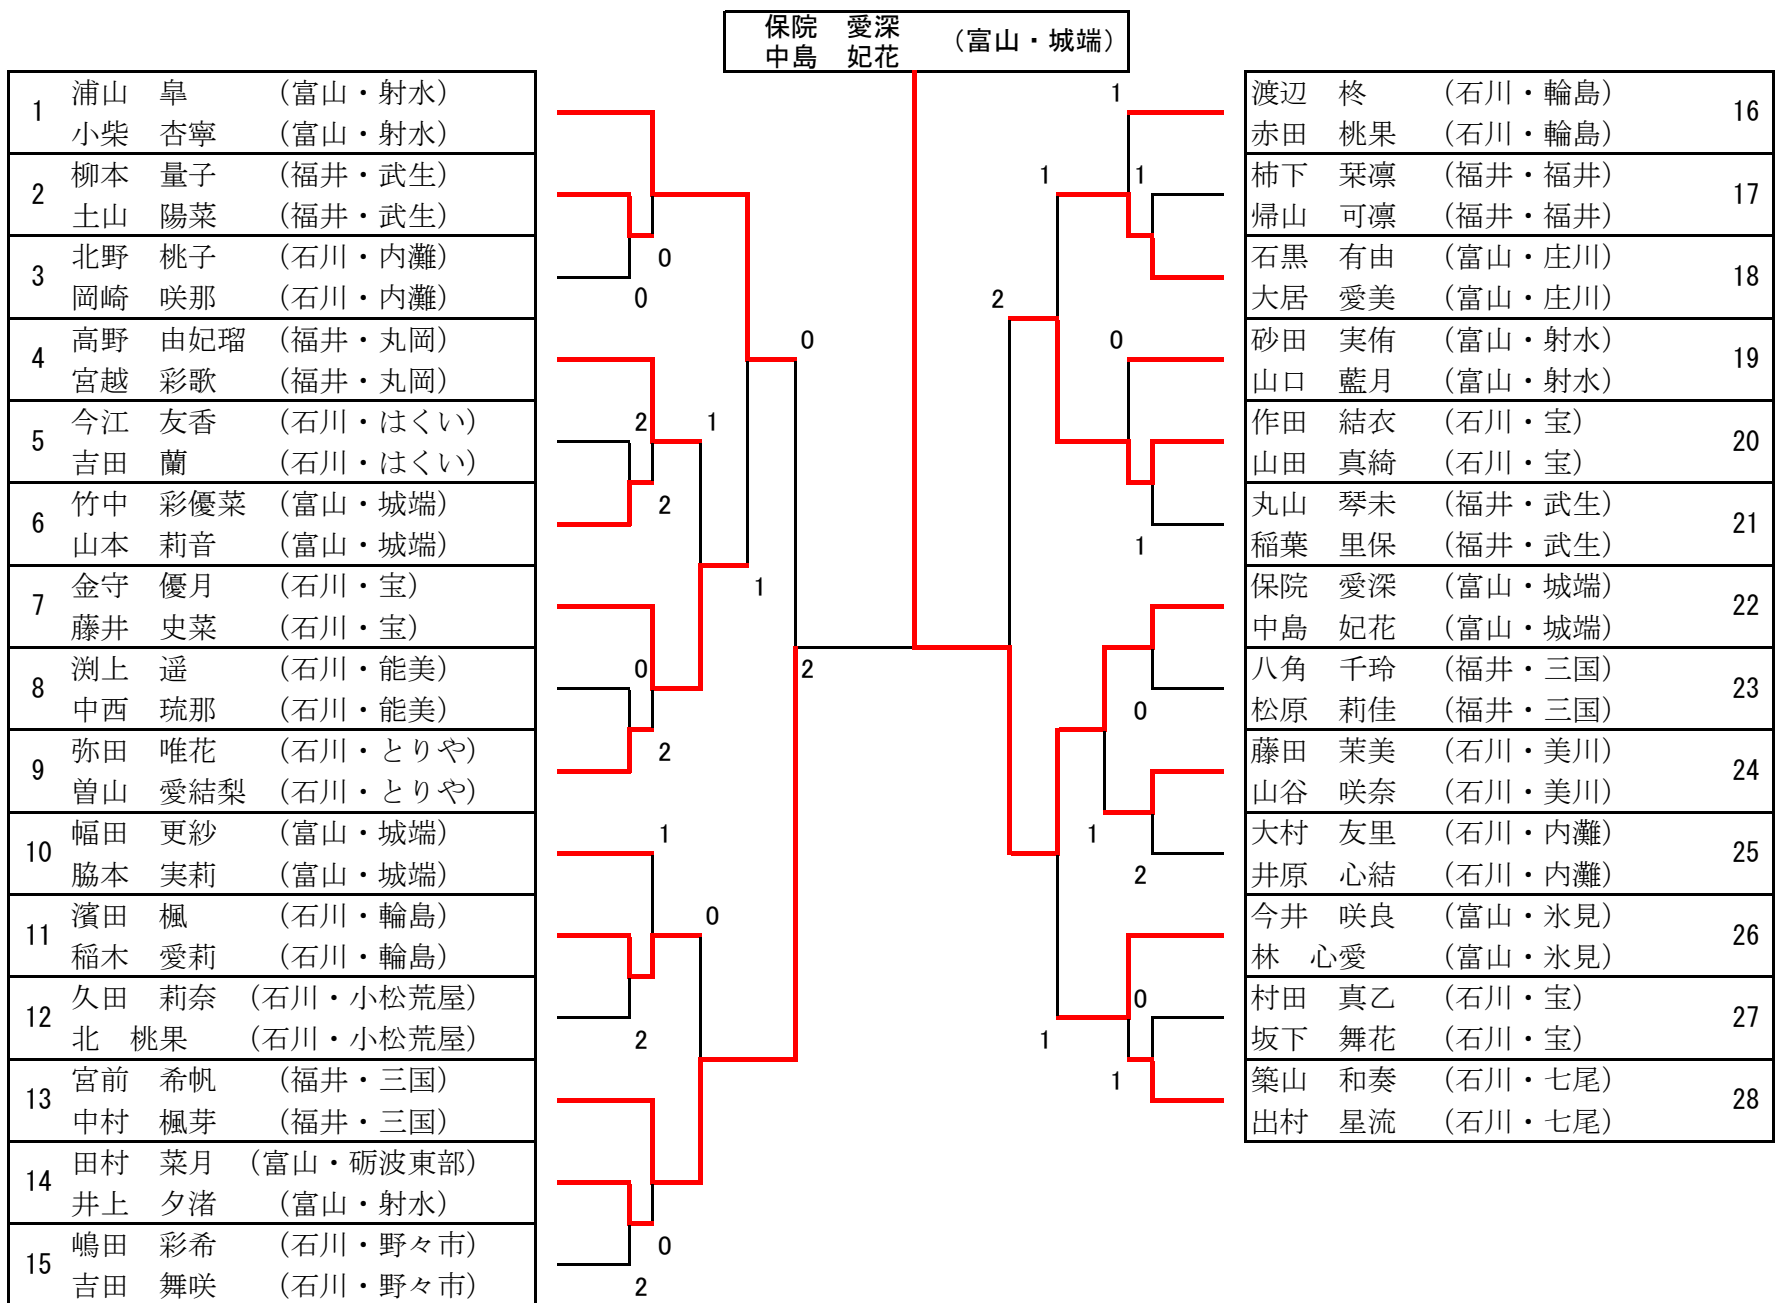 保院　愛深　（富山・城端）
中島　妃花
1 浦山　皐　（富山・射水）
小柴　杏寧　（富山・射水）
2 柳本　量子　（福井・武生）
土山　陽菜　（福井・武生）
3 北野　桃子　（石川・内灘）
岡崎　咲那　（石川・内灘）
4 高野　由妃瑠　（福井・丸岡）
宮越　彩歌　（福井・丸岡）
5 今江　友香　（石川・はくい）
吉田　蘭　（石川・はくい）
6 竹中　彩優菜　（富山・城端）
山本　莉音　（富山・城端）
7 金守　優月　（石川・宝）
藤井　史菜　（石川・宝）
8 渕上　遥　（石川・能美）
中西　琉那　（石川・能美）
9 弥田　唯花　（石川・とりや）
曽山　愛結梨　（石川・とりや）
10 幅田　更紗　（富山・城端）
脇本　実莉　（富山・城端）
11 濱田　楓　（石川・輪島）
稲木　愛莉　（石川・輪島）
12 久田　莉奈　（石川・小松荒屋）
北　桃果　（石川・小松荒屋）
13 宮前　希帆　（福井・三国）
中村　楓芽　（福井・三国）
14 田村　菜月　（富山・砺波東部）
井上　夕渚　（富山・射水）
15 嶋田　彩希　（石川・野々市）
吉田　舞咲　（石川・野々市）
0
0
0
2
1
2
1
0
2
2
1
0
2
0
2
1
1
1
2
0
1
0
1
2
0
1
1
渡辺　柊　（石川・輪島） 16
赤田　桃果　（石川・輪島）
柿下　栞凛　（福井・福井） 17
帰山　可凛　（福井・福井）
石黒　有由　（富山・庄川） 18
大居　愛美　（富山・庄川）
砂田　実侑　（富山・射水） 19
山口　藍月　（富山・射水）
作田　結衣　（石川・宝） 20
山田　真綺　（石川・宝）
丸山　琴未　（福井・武生） 21
稲葉　里保　（福井・武生）
保院　愛深　（富山・城端） 22
中島　妃花　（富山・城端）
八角　千玲　（福井・三国） 23
松原　莉佳　（福井・三国）
藤田　茉美　（石川・美川） 24
山谷　咲奈　（石川・美川）
大村　友里　（石川・内灘） 25
井原　心結　（石川・内灘）
今井　咲良　（富山・氷見） 26
林　心愛　（富山・氷見）
村田　真乙　（石川・宝） 27
坂下　舞花　（石川・宝）
築山　和奏　（石川・七尾） 28
出村　星流　（石川・七尾）